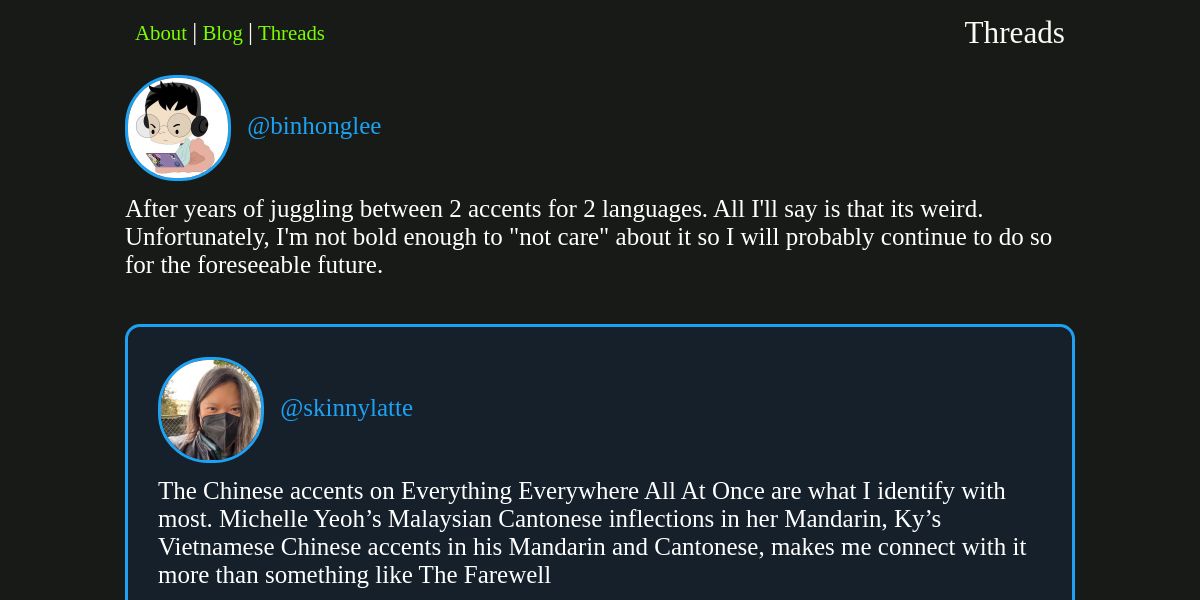 About | Blog | Threads
Threads
@binhonglee
After years of juggling between 2 accents for 2 languages. All I'll say is that its weird.
Unfortunately, I'm not bold enough to "not care" about it so I will probably continue to do so
for the foreseeable future.
@skinnylatte
The Chinese accents on Everything Everywhere All At Once are what I identify with
most. Michelle Yeoh’s Malaysian Cantonese inflections in her Mandarin, Ky’s
Vietnamese Chinese accents in his Mandarin and Cantonese, makes me connect with it
more than something like The Farewell